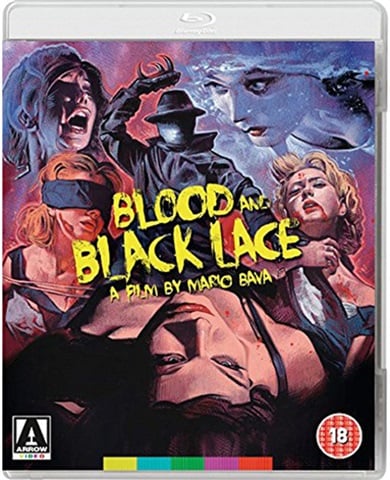 BLOOD AND
BLACK LACE
A FILM BY MARIO BAVA
ARROW
VIDEO
18